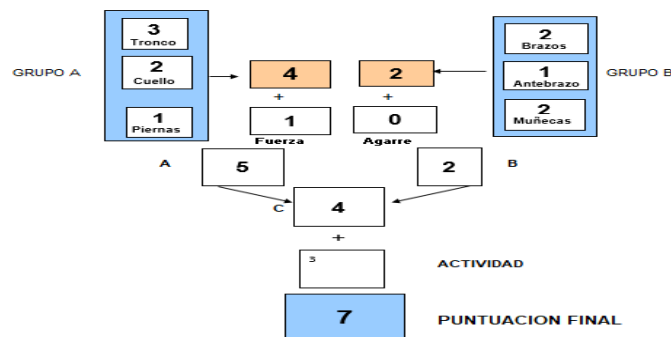 3
Tronco
2
Cuello
1
Piernas
GRUPO A
4
+
1
Fuerza
2
+
0
Agarre
2
Brazos
1
Antebrazo
2
Muñecas
GRUPO B
A
5
2
B
C
4
+
3
ACTIVIDAD
7
PUNTUACION FINAL